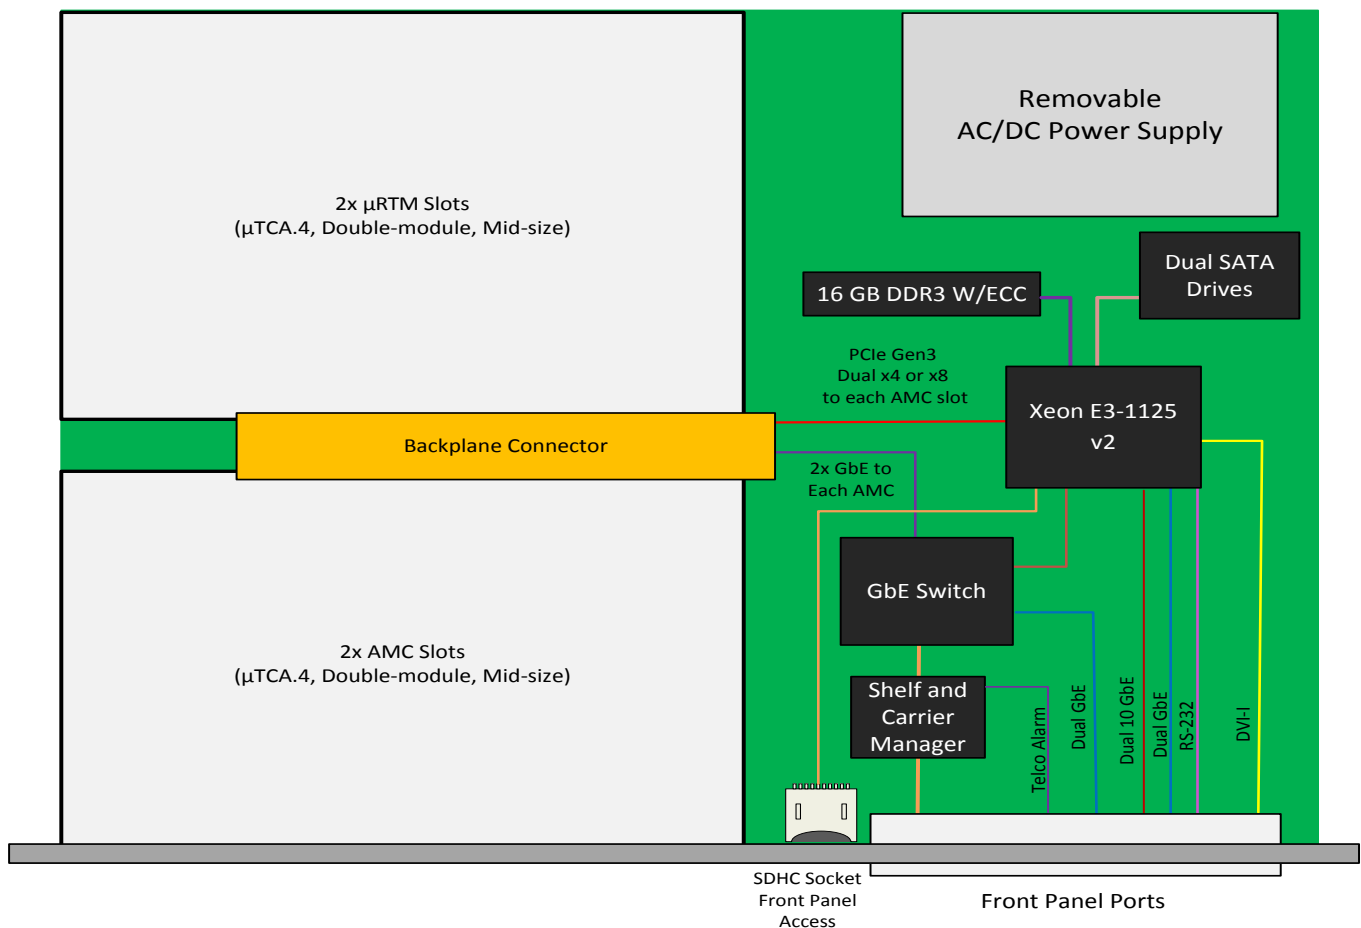 Removable
AC/DC Power Supply
2x µRTM Slots
(µTCA.4, Double-module, Mid-size)
Dual SATA
Drives
16 GB DDR3 W/ECC
PCIe Gen3
Dual x4 or x8
to each AMC slot
Xeon E3-1125
v2
Backplane Connector
2x GbE to
Each AMC
GbE Switch
2x AMC Slots
(µTCA.4, Double-module, Mid-size)
Shelf and
Carrier
Manager
Telco Alarm
Dual GbE
Dual 10 GbE
Dual GbE
RS-232
DVI-I
SDHC Socket
Front Panel
Access
Front Panel Ports